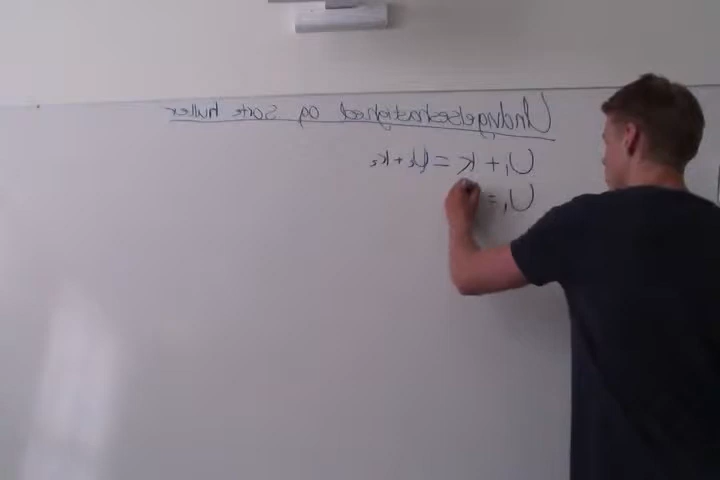 Undvigelseshastighed og Sorte huller
U₁ + K = U₂ + K₂
U₁ =